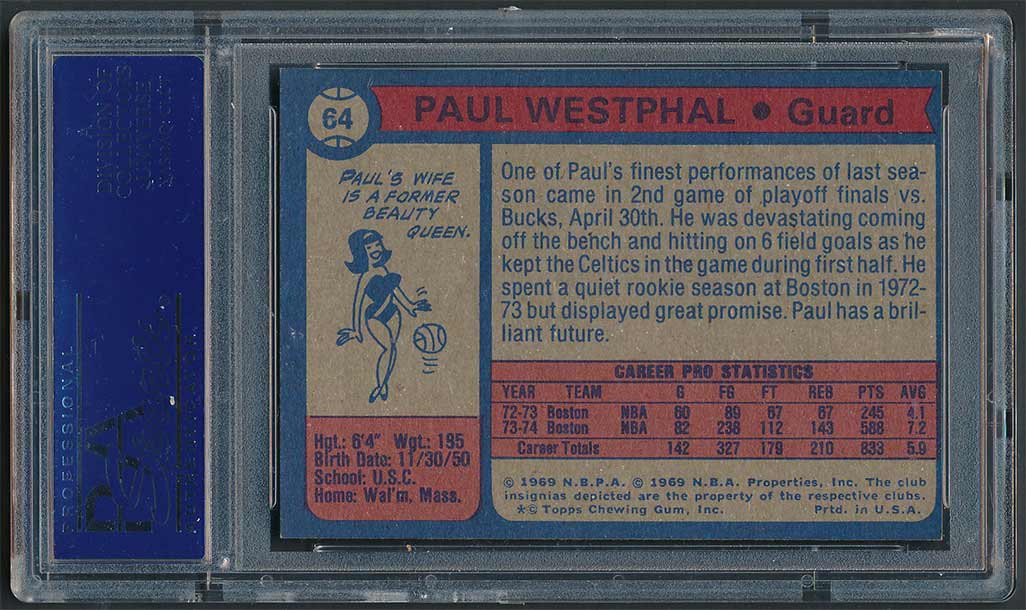 64
PAUL WESTPHAL • Guard
PAUL'S WIFE
IS A FORMER
BEAUTY
QUEEN.
Hgt.: 6'4" Wgt.: 195
Birth Date: 11/30/50
School: U.S.C.
Home: Wal'm, Mass.
One of Paul's finest performances of last sea-
son came in 2nd game of playoff finals vs.
Bucks, April 30th. He was devastating coming
off the bench and hitting on 6 field goals as he
kept the Celtics in the game during first half. He
spent a quiet rookie season at Boston in 1972-
73 but displayed great promise. Paul has a bril-
liant future.
CAREER PRO STATISTICS
YEAR TEAM G FG FT REB PTS AVG
72-73 Boston NBA 60 89 67 67 245 4.1
73-74 Boston NBA 82 238 112 143 588 7.2
Career Totals 142 327 179 210 833 5.9
© 1969 N.B.P.A. © 1969 N.B.A. Properties, Inc. The club
insignias depicted are the property of the respective clubs.
*© Topps Chewing Gum, Inc. Prtd. in U.S.A.
PROFESSIONAL
PSA
A
DIVISION OF
COLLECTORS
UNIVERSE